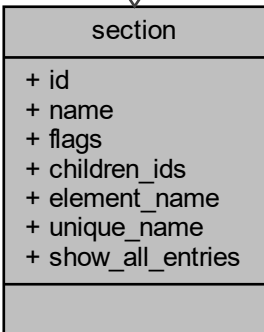 section
+ id
+ name
+ flags
+ children_ids
+ element_name
+ unique_name
+ show_all_entries